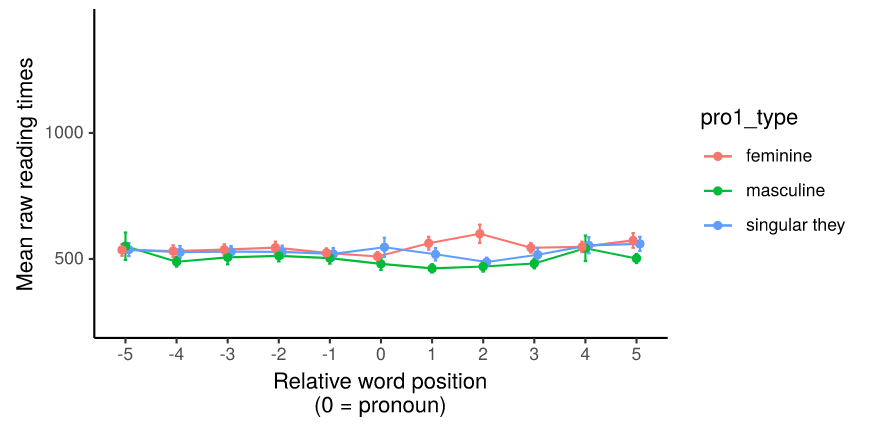 Mean raw reading times
1000
500
-5 -4 -3 -2 -1 0 1 2 3 4 5
Relative word position
(0 = pronoun)
pro1_type
feminine
masculine
singular they